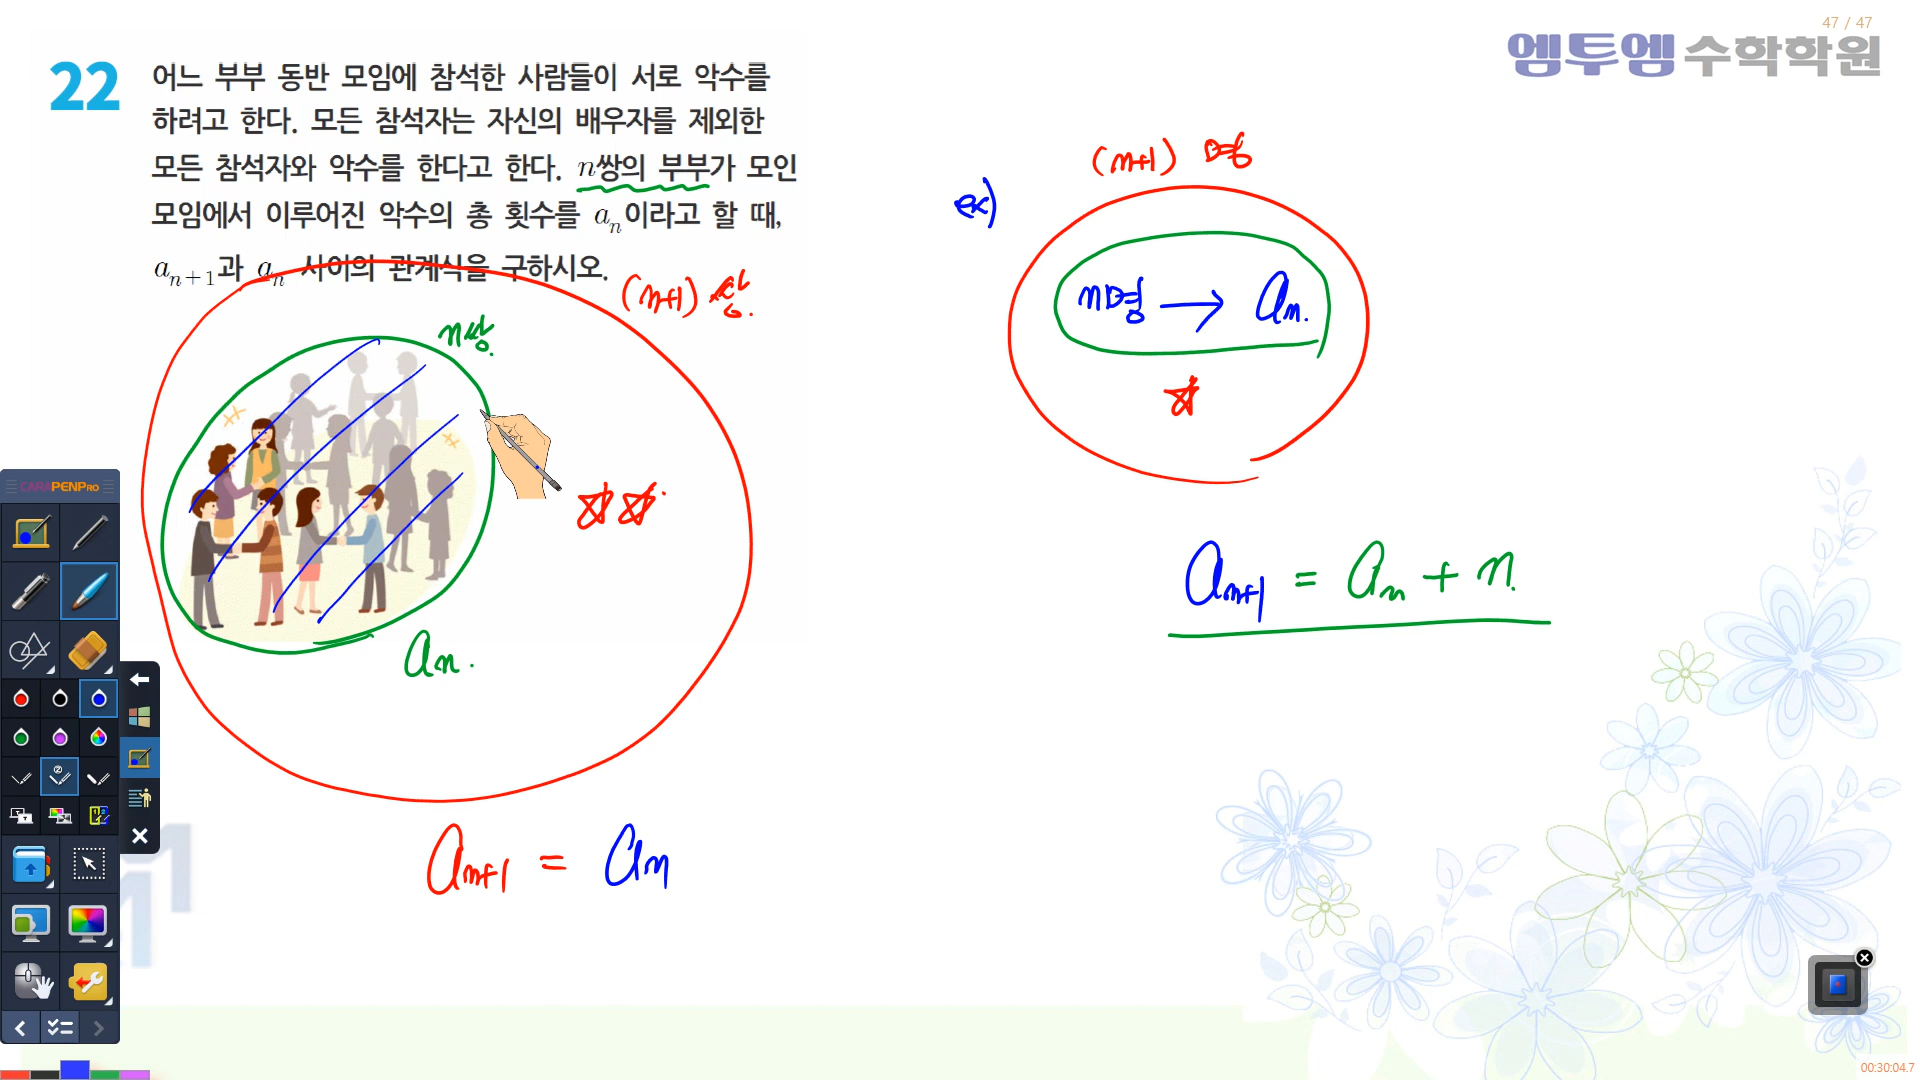 47 / 47
엠투엠 수학학원
22 어느 부부 동반 모임에 참석한 사람들이 서로 악수를
하려고 한다. 모든 참석자는 자신의 배우자를 제외한
모든 참석자와 악수를 한다고 한다. n쌍의 부부가 모인
모임에서 이루어진 악수의 총 횟수를 aₙ이라고 할 때,
aₙ₊₁과 aₙ 사이의 관계식을 구하시오.
(n+1) 쌍.
n쌍.
aₙ.
aₙ₊₁ = aₙ
ex)
(n+1) 명
n명 → aₙ.
aₙ₊₁ = aₙ + n.
CARAPENPRO
00:30:04.7